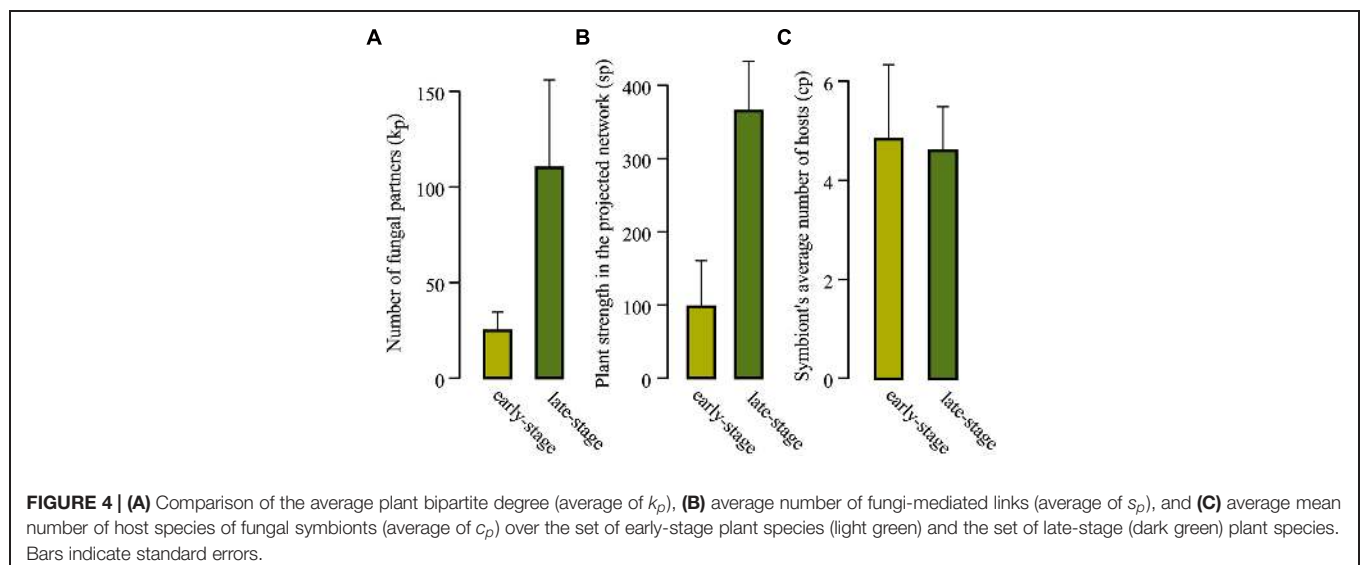 A
B
C
Number of fungal partners (kp)
150
100
50
0
early-stage
late-stage
Plant strength in the projected network (sp)
400
300
200
100
0
early-stage
late-stage
Symbiont's average number of hosts (cp)
6
4
2
0
early-stage
late-stage
FIGURE 4 | (A) Comparison of the average plant bipartite degree (average of kp), (B) average number of fungi-mediated links (average of sp), and (C) average mean
number of host species of fungal symbionts (average of cp) over the set of early-stage plant species (light green) and the set of late-stage (dark green) plant species.
Bars indicate standard errors.